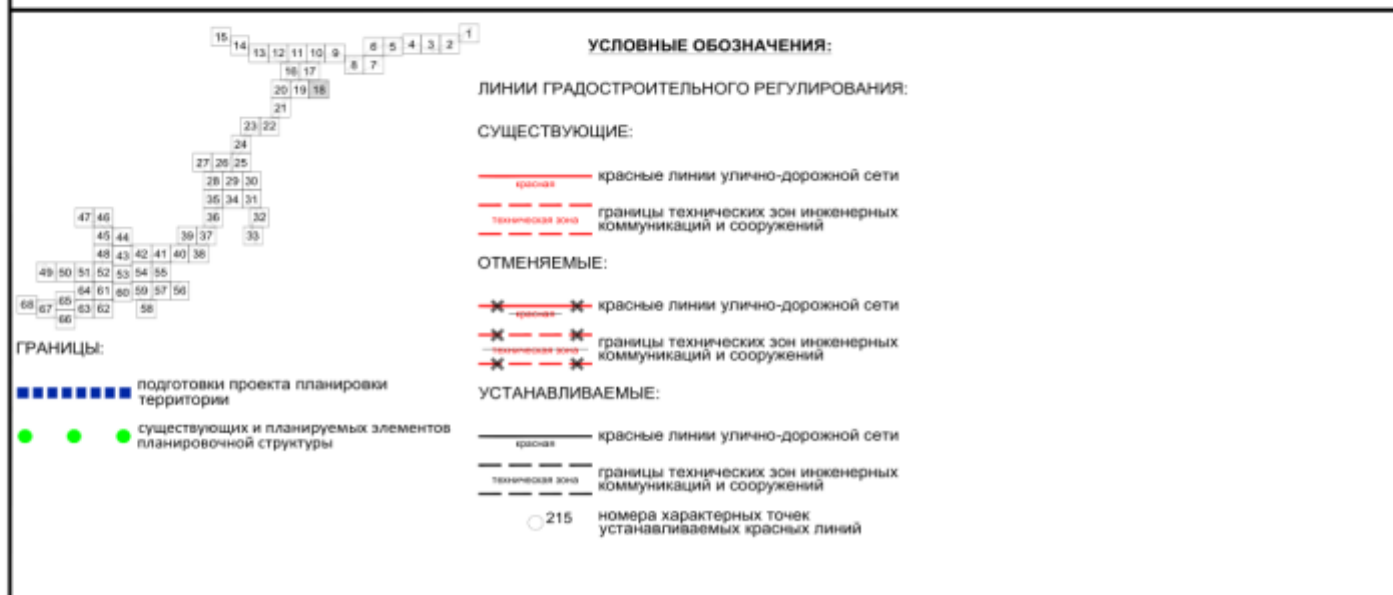 15 1
14 6 5 4 3 2
13 12 11 10 9
8 7
16 17
20 19 18
21
23 22
24
27 26 25
28 29 30
35 34 31
47 46 36 32
45 44 39 37 33
48 43 42 41 40 38
49 50 51 52 53 54 55
64 61 60 59 57 56
68 67 65 63 62 58
66
ГРАНИЦЫ:
подготовки проекта планировки
территории
существующих и планируемых элементов
планировочной структуры
УСЛОВНЫЕ ОБОЗНАЧЕНИЯ:
ЛИНИИ ГРАДОСТРОИТЕЛЬНОГО РЕГУЛИРОВАНИЯ:
СУЩЕСТВУЮЩИЕ:
красная
красные линии улично-дорожной сети
техническая зона
границы технических зон инженерных
коммуникаций и сооружений
ОТМЕНЯЕМЫЕ:
красная
красные линии улично-дорожной сети
техническая зона
границы технических зон инженерных
коммуникаций и сооружений
УСТАНАВЛИВАЕМЫЕ:
красная
красные линии улично-дорожной сети
техническая зона
границы технических зон инженерных
коммуникаций и сооружений
215
номера характерных точек
устанавливаемых красных линий